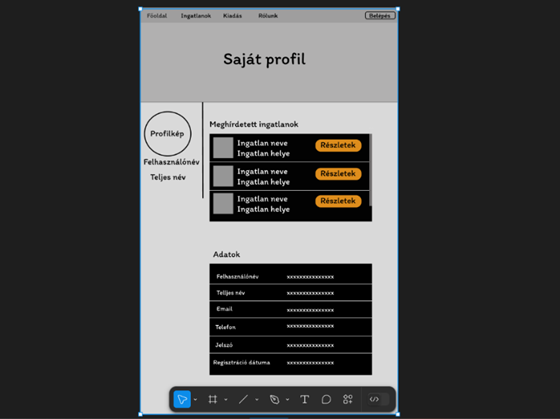 Főoldal Ingatlanok Kiadás Rólunk Belépés
Saját profil
Profilkép
Felhasználónév
Teljes név
Meghírdetett ingatlanok
Ingatlan neve
Ingatlan helye
Részletek
Ingatlan neve
Ingatlan helye
Részletek
Ingatlan neve
Ingatlan helye
Részletek
Adatok
Felhasználónév xxxxxxxxxxxxxxx
Telljes név xxxxxxxxxxxxxxx
Email xxxxxxxxxxxxxxx
Telefon xxxxxxxxxxxxxxx
Jelszó xxxxxxxxxxxxxxx
Regisztráció dátuma xxxxxxxxxxxxxxx